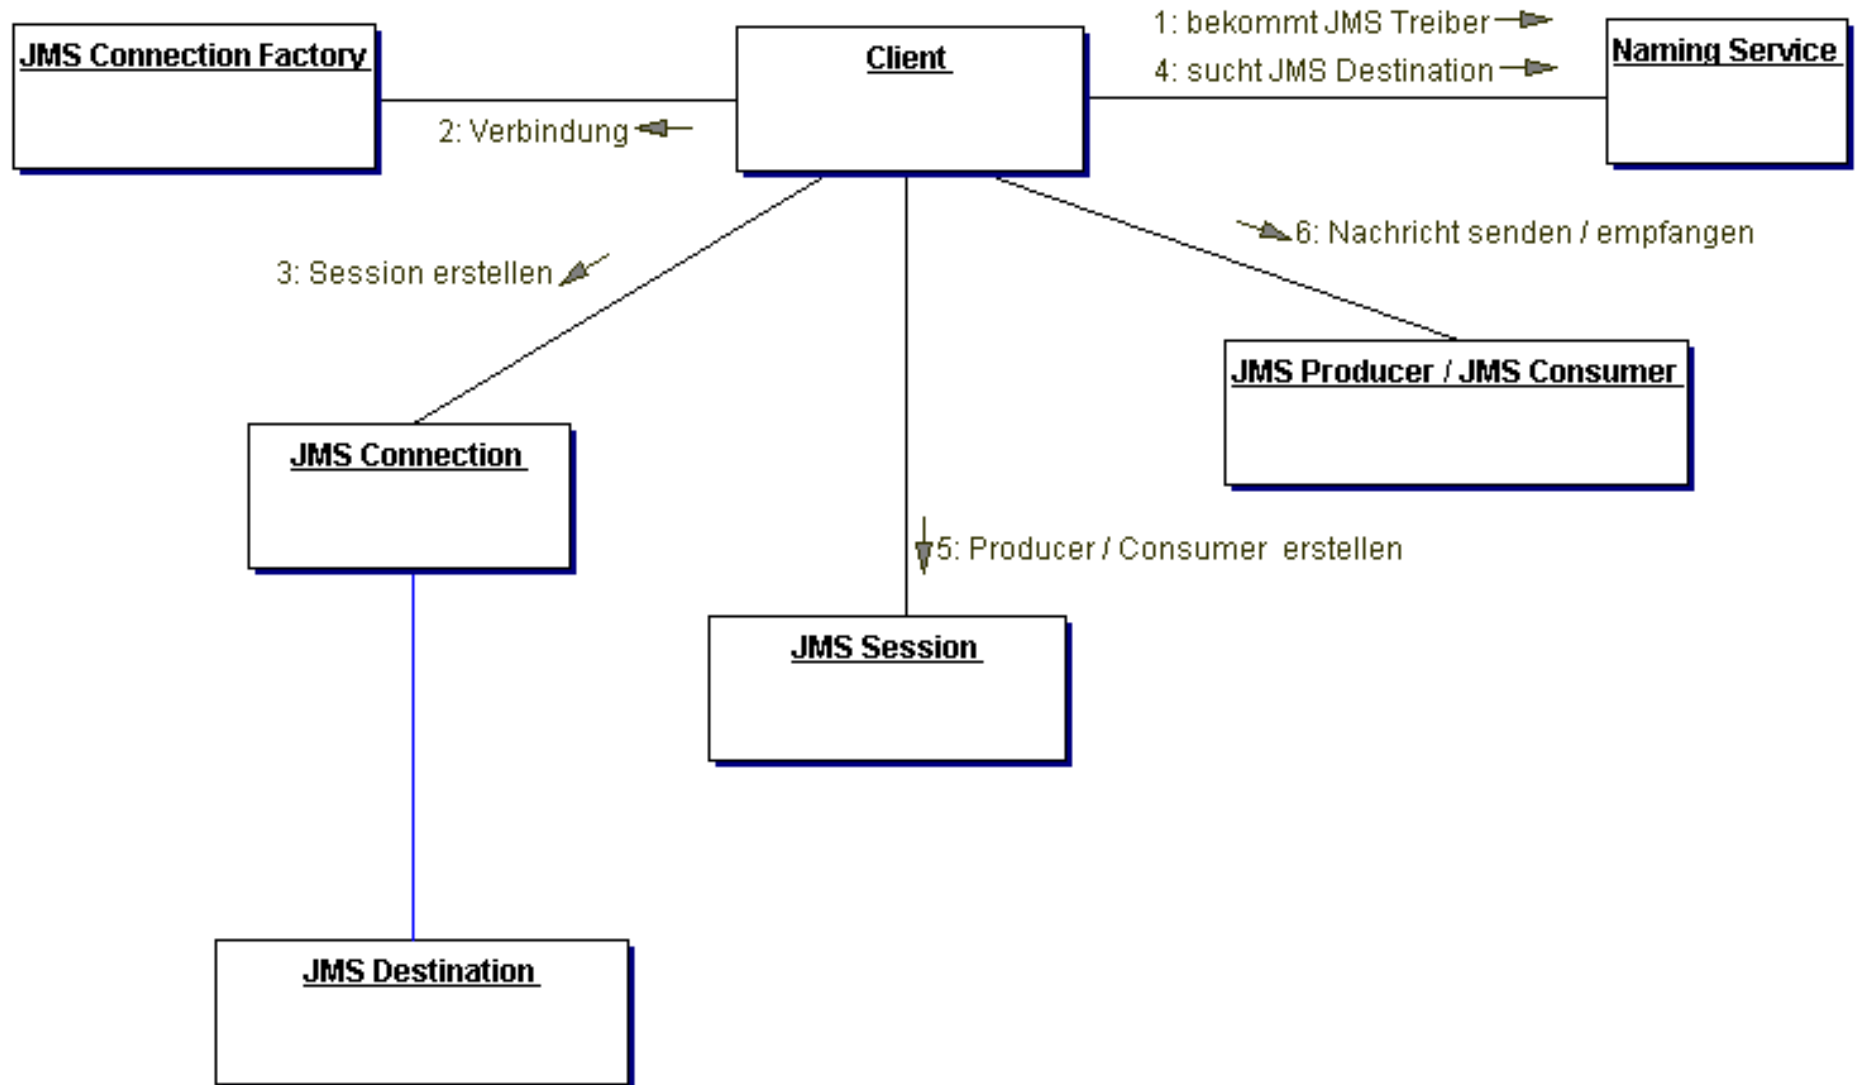 JMS Connection Factory
Client
1: bekommt JMS Treiber
4: sucht JMS Destination
Naming Service
2: Verbindung
3: Session erstellen
6: Nachricht senden / empfangen
JMS Producer / JMS Consumer
JMS Connection
5: Producer / Consumer erstellen
JMS Session
JMS Destination